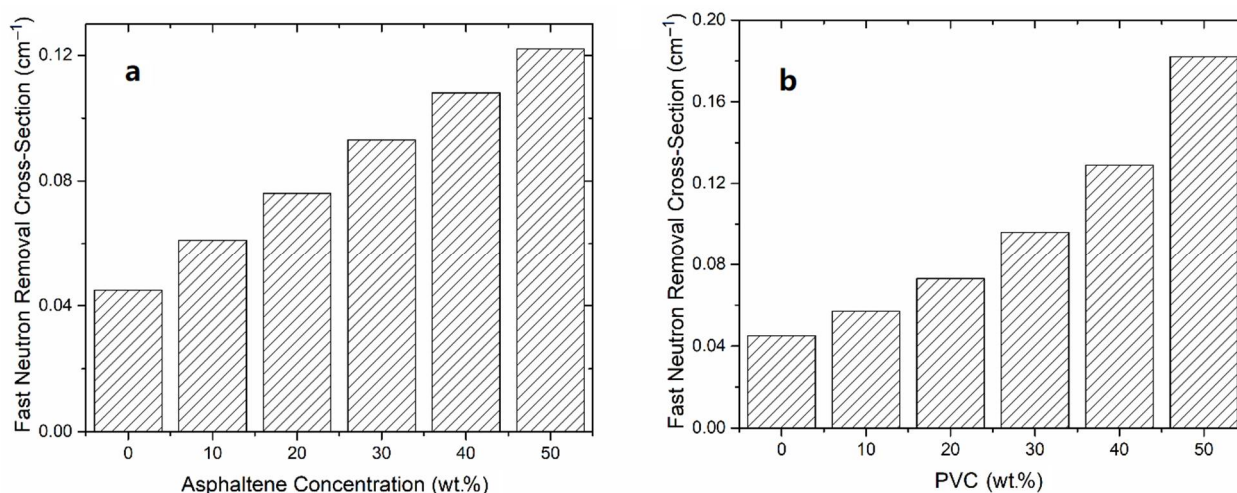 a
Fast Neutron Removal Cross-Section (cm⁻¹)
0.12
0.08
0.04
0.00
0 10 20 30 40 50
Asphaltene Concentration (wt.%)
b
Fast Neutron Removal Cross-Section (cm⁻¹)
0.20
0.16
0.12
0.08
0.04
0.00
0 10 20 30 40 50
PVC (wt.%)